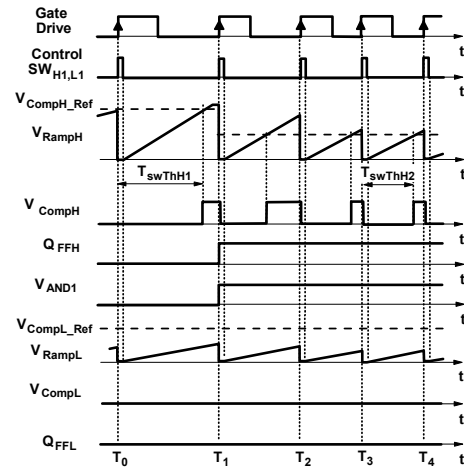 Gate Drive
t
Control SW_H1,L1
t
V_CompH_Ref
V_RampH
t
T_swThH1
T_swThH2
V_CompH
t
Q_FFH
t
V_AND1
t
V_CompL_Ref
V_RampL
t
V_CompL
t
Q_FFL
t
T_0 T_1 T_2 T_3 T_4